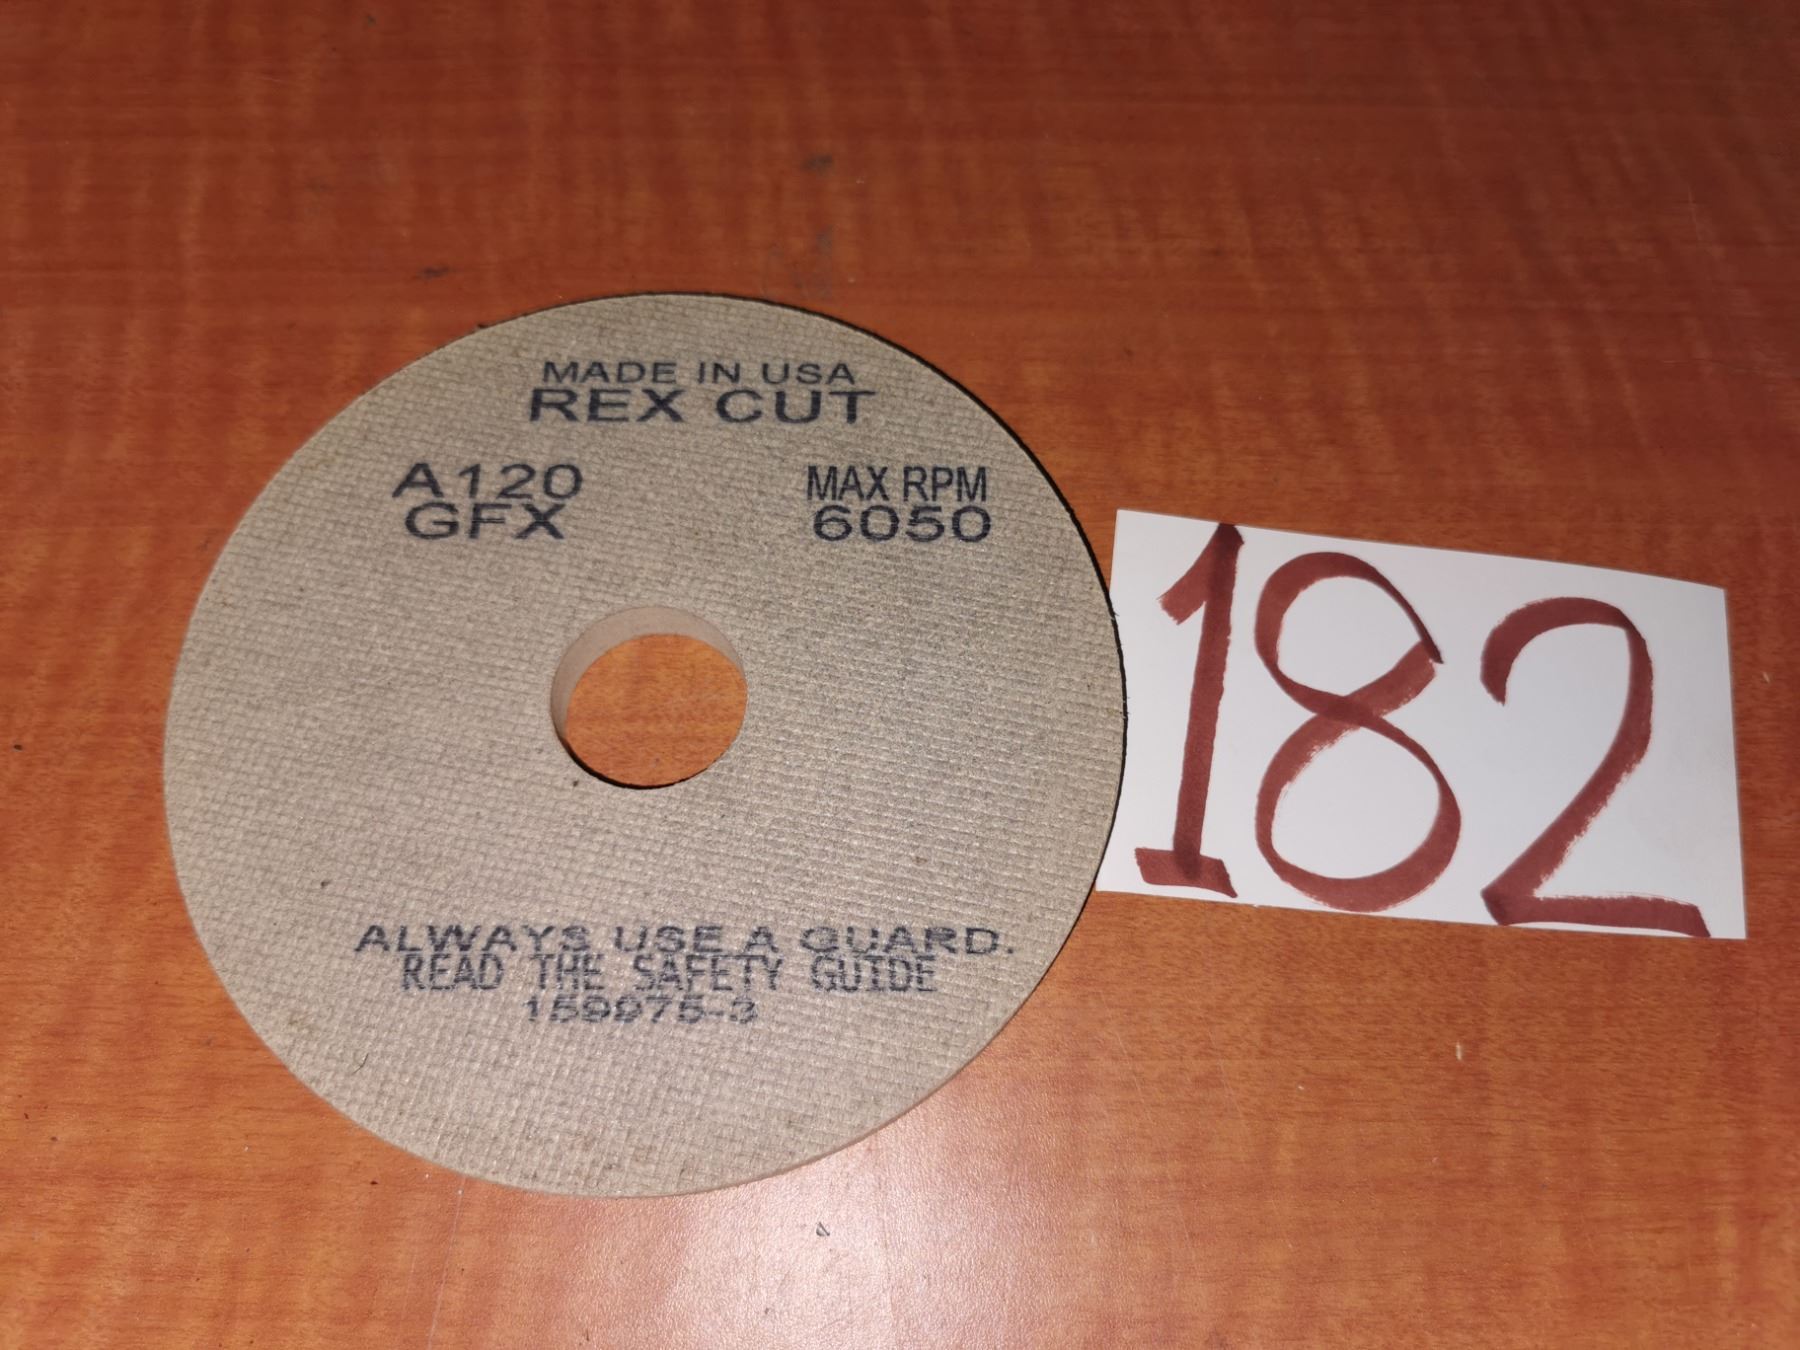 MADE IN USA
REX CUT
A120
GFX
MAX RPM
6050
ALWAYS USE A GUARD.
READ THE SAFETY GUIDE
159975-3
182